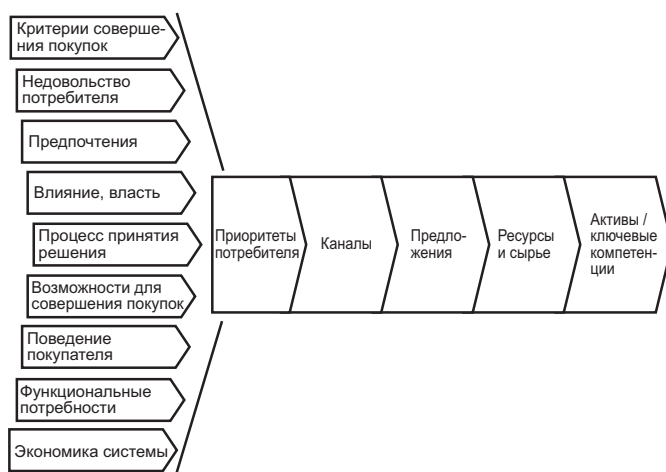 Критерии соверше-
ния покупок
Недовольство
потребителя
Предпочтения
Влияние, власть
Процесс принятия
решения
Возможности для
совершения покупок
Поведение
покупателя
Функциональные
потребности
Экономика системы
Приоритеты
потребителя
Каналы
Предло-
жения
Ресурсы
и сырье
Активы /
ключевые
компетен-
ции